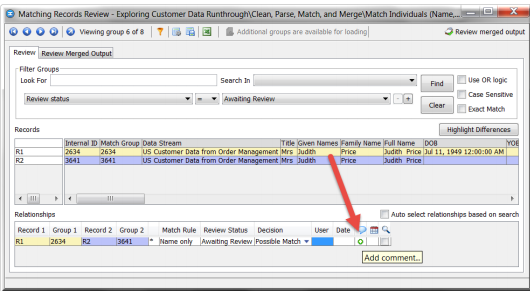 Matching Records Review - Exploring Customer Data Runthrough\Clean, Parse, Match, and Merge\Match Individuals (Name,...
Viewing group 6 of 8 Additional groups are available for loading Review merged output
Review Review Merged Output
Filter Groups
Look For Search In Find Use OR logic
Case Sensitive
Review status = Awaiting Review - + Clear Exact Match
Records Highlight Differences
Internal ID Match Group Data Stream Title Given Names Family Name Full Name DOB YOB
R1 2634 2634 US Customer Data from Order Management Mrs Judith Price Judith Price Jul 11, 1949 12:00:00 AM
R2 3641 3641 US Customer Data from Order Management Mrs Judith Price Judith Price
Relationships Auto select relationships based on search
Record 1 Group 1 Record 2 Group 2 Match Rule Review Status Decision User Date
R1 2634 R2 3641 * Name only Awaiting Review Possible Match
Add comment...